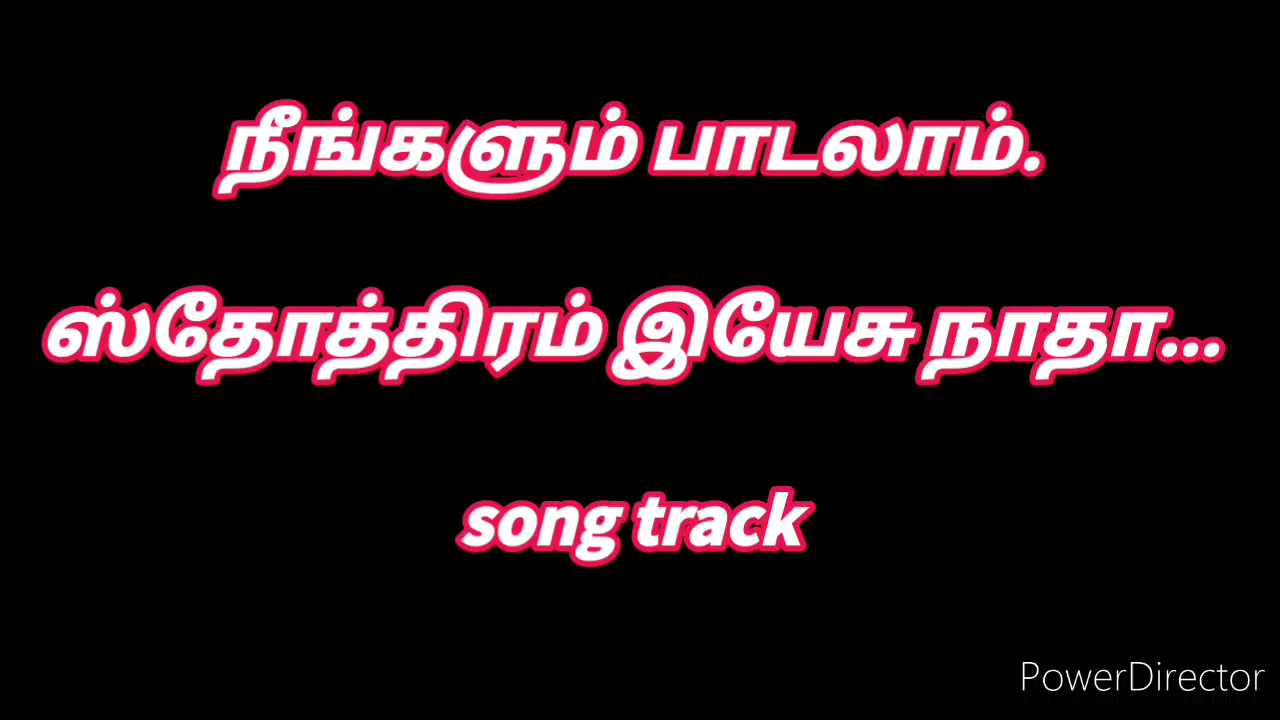 நீங்களும் பாடலாம்.
ஸ்தோத்திரம் இயேசு நாதா...
song track
PowerDirector